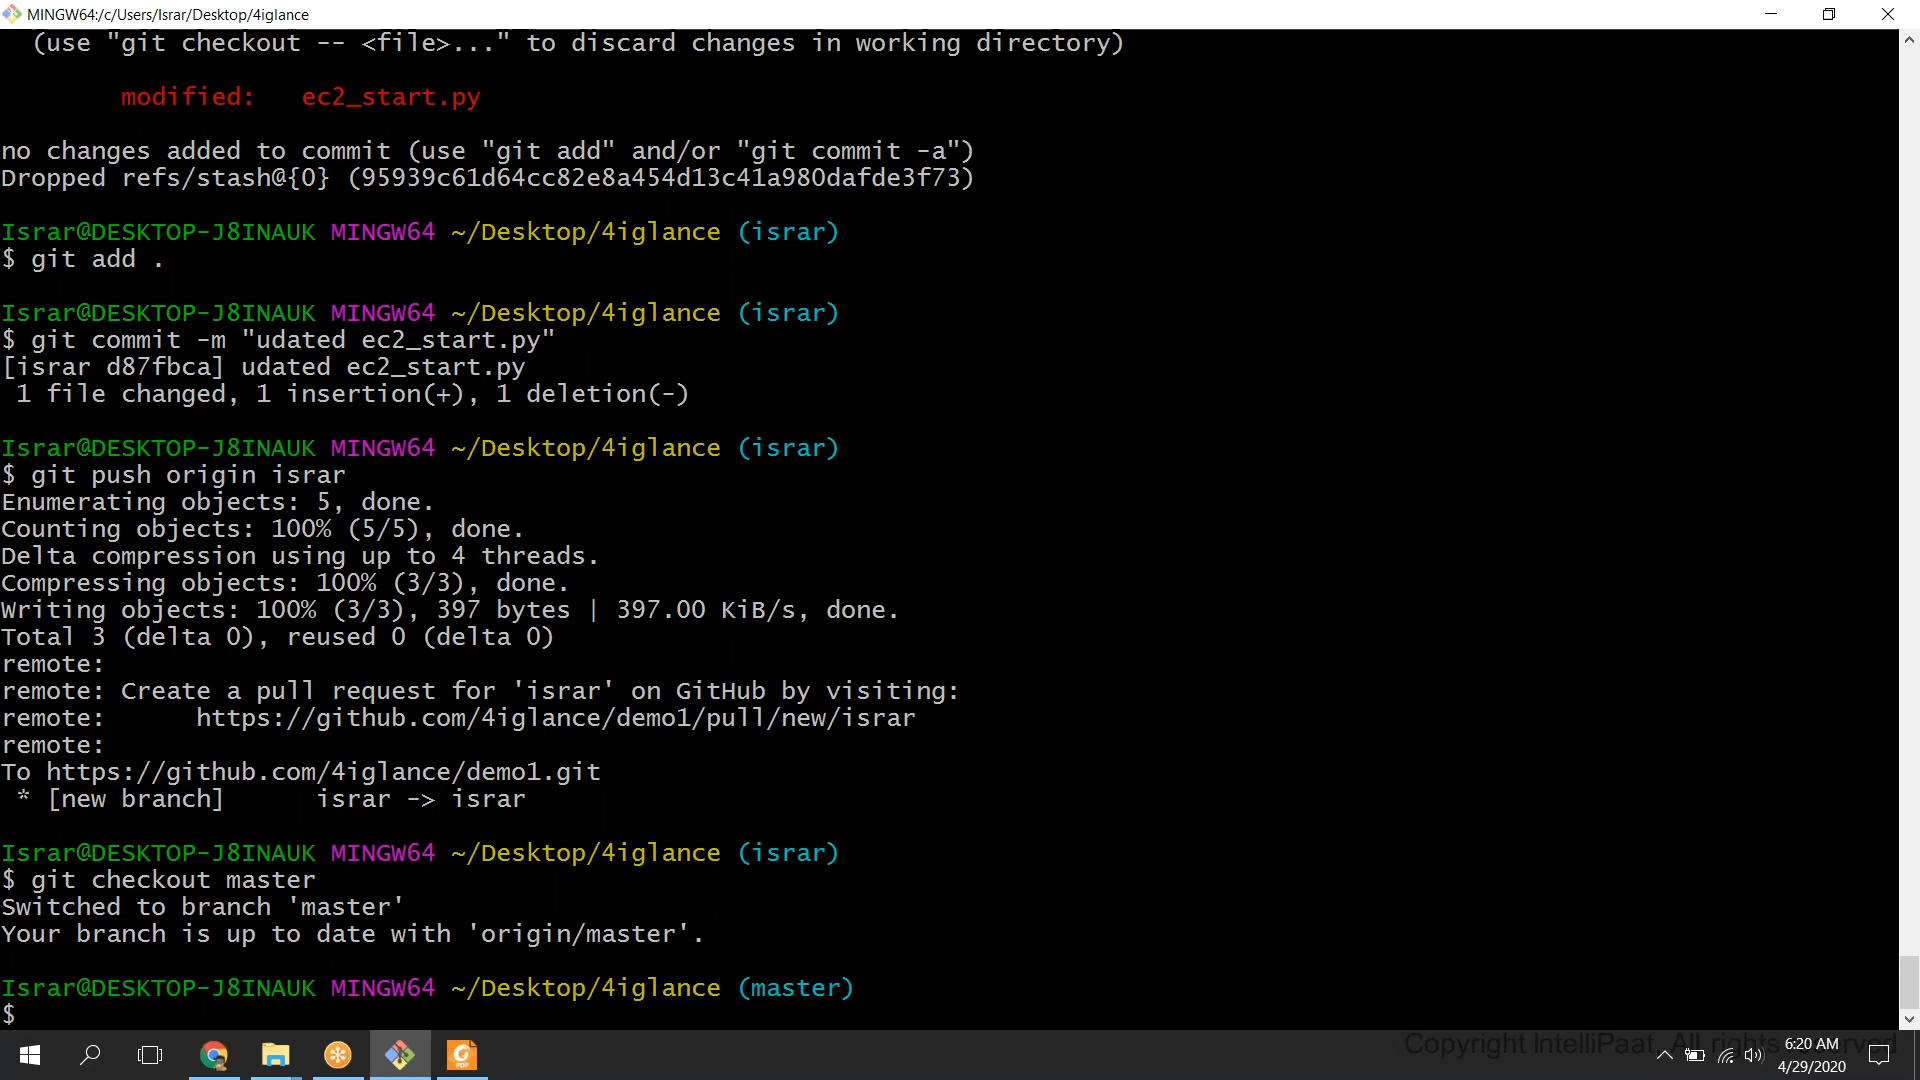 MINGW64:/c/Users/Israr/Desktop/4iglance
(use "git checkout -- <file>..." to discard changes in working directory)
modified: ec2_start.py
no changes added to commit (use "git add" and/or "git commit -a")
Dropped refs/stash@{0} (95939c61d64cc82e8a454d13c41a980dafde3f73)
Israr@DESKTOP-J8INAUK MINGW64 ~/Desktop/4iglance (israr)
$ git add .
Israr@DESKTOP-J8INAUK MINGW64 ~/Desktop/4iglance (israr)
$ git commit -m "udated ec2_start.py"
[israr d87fbca] udated ec2_start.py
1 file changed, 1 insertion(+), 1 deletion(-)
Israr@DESKTOP-J8INAUK MINGW64 ~/Desktop/4iglance (israr)
$ git push origin israr
Enumerating objects: 5, done.
Counting objects: 100% (5/5), done.
Delta compression using up to 4 threads.
Compressing objects: 100% (3/3), done.
Writing objects: 100% (3/3), 397 bytes | 397.00 KiB/s, done.
Total 3 (delta 0), reused 0 (delta 0)
remote:
remote: Create a pull request for 'israr' on GitHub by visiting:
remote: https://github.com/4iglance/demo1/pull/new/israr
remote:
To https://github.com/4iglance/demo1.git
* [new branch] israr -> israr
Israr@DESKTOP-J8INAUK MINGW64 ~/Desktop/4iglance (israr)
$ git checkout master
Switched to branch 'master'
Your branch is up to date with 'origin/master'.
Israr@DESKTOP-J8INAUK MINGW64 ~/Desktop/4iglance (master)
$
Copyright IntelliPaat. All rights reserved
6:20 AM
4/29/2020